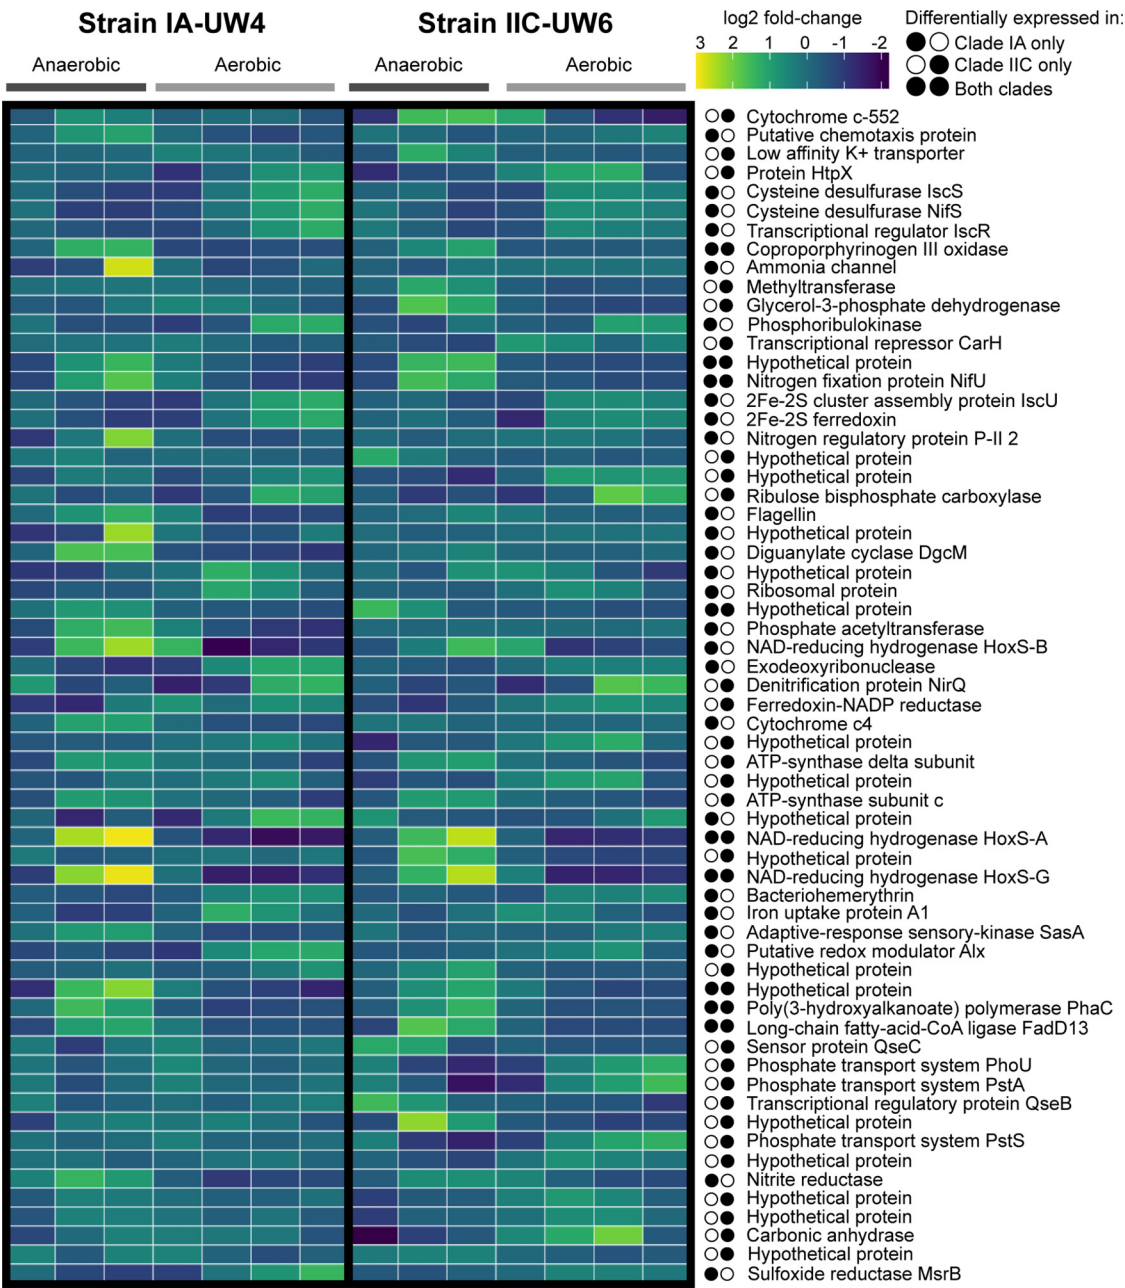 Strain IA-UW4
Strain IIC-UW6
Anaerobic
Aerobic
Anaerobic
Aerobic
log2 fold-change
3 2 1 0 -1 -2
Differentially expressed in:
Clade IA only
Clade IIC only
Both clades
Cytochrome c-552
Putative chemotaxis protein
Low affinity K+ transporter
Protein HtpX
Cysteine desulfurase IscS
Cysteine desulfurase NifS
Transcriptional regulator IscR
Coproporphyrinogen III oxidase
Ammonia channel
Methyltransferase
Glycerol-3-phosphate dehydrogenase
Phosphoribulokinase
Transcriptional repressor CarH
Hypothetical protein
Nitrogen fixation protein NifU
2Fe-2S cluster assembly protein IscU
2Fe-2S ferredoxin
Nitrogen regulatory protein P-II 2
Hypothetical protein
Hypothetical protein
Ribulose bisphosphate carboxylase
Flagellin
Hypothetical protein
Diguanylate cyclase DgcM
Hypothetical protein
Ribosomal protein
Hypothetical protein
Phosphate acetyltransferase
NAD-reducing hydrogenase HoxS-B
Exodeoxyribonuclease
Denitrification protein NirQ
Ferredoxin-NADP reductase
Cytochrome c4
Hypothetical protein
ATP-synthase delta subunit
Hypothetical protein
ATP-synthase subunit c
Hypothetical protein
NAD-reducing hydrogenase HoxS-A
Hypothetical protein
NAD-reducing hydrogenase HoxS-G
Bacteriohemerythrin
Iron uptake protein A1
Adaptive-response sensory-kinase SasA
Putative redox modulator Alx
Hypothetical protein
Hypothetical protein
Poly(3-hydroxyalkanoate) polymerase PhaC
Long-chain fatty-acid-CoA ligase FadD13
Sensor protein QseC
Phosphate transport system PhoU
Phosphate transport system PstA
Transcriptional regulatory protein QseB
Hypothetical protein
Phosphate transport system PstS
Hypothetical protein
Nitrite reductase
Hypothetical protein
Hypothetical protein
Carbonic anhydrase
Hypothetical protein
Sulfoxide reductase MsrB